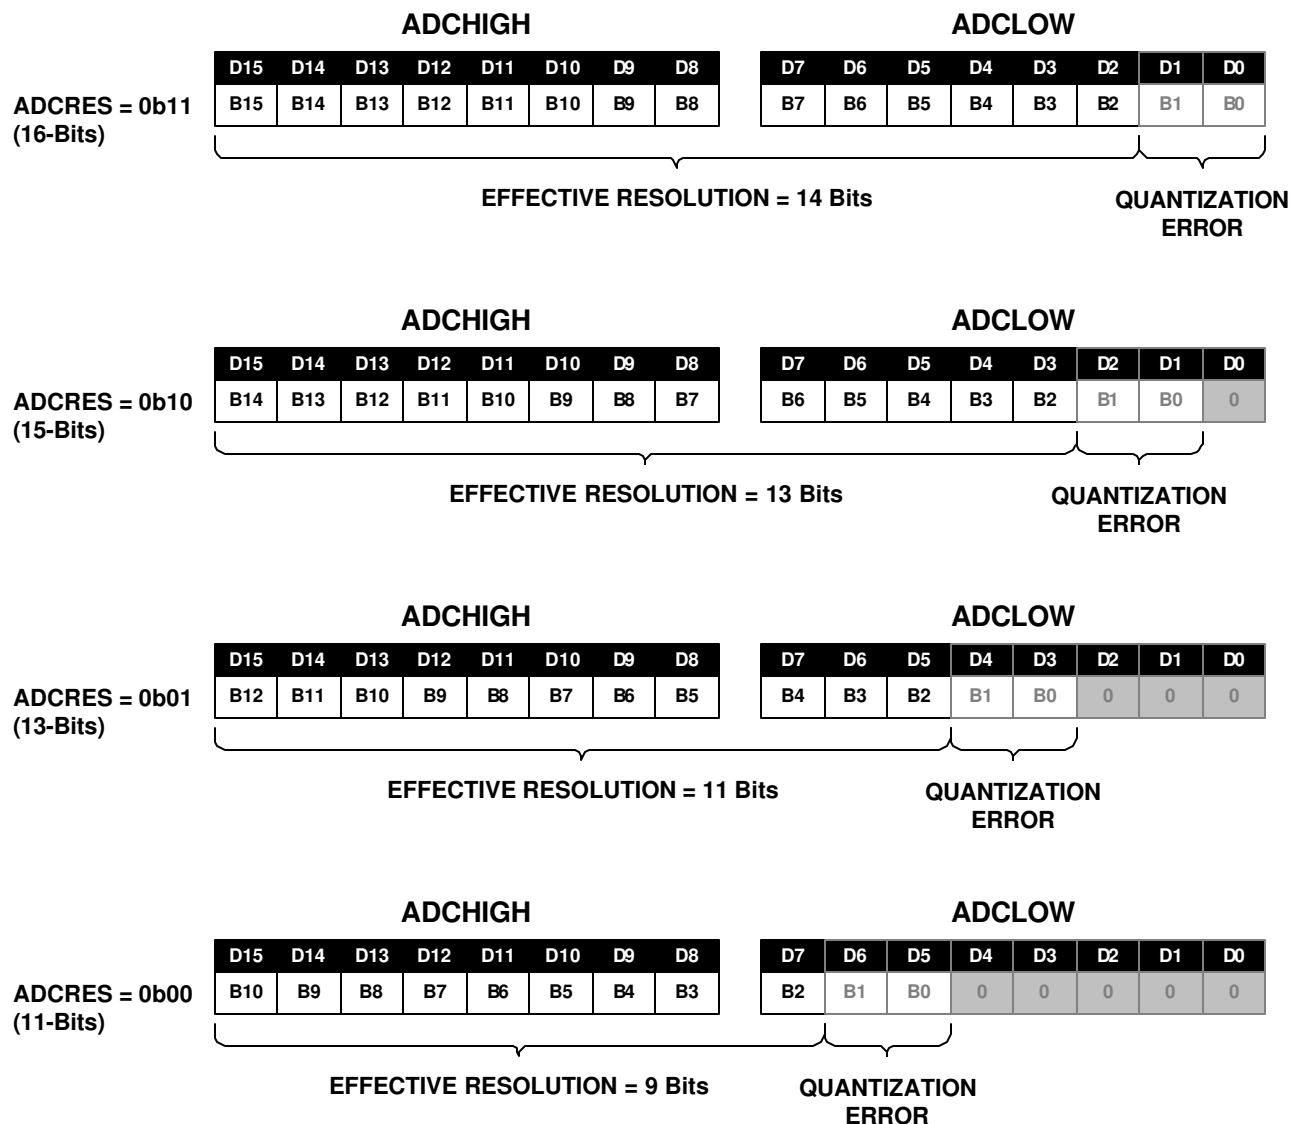 ADCHIGH ADCLOW
D15 D14 D13 D12 D11 D10 D9 D8 D7 D6 D5 D4 D3 D2 D1 D0
ADCRES = 0b11
(16-Bits)
B15 B14 B13 B12 B11 B10 B9 B8 B7 B6 B5 B4 B3 B2 B1 B0
EFFECTIVE RESOLUTION = 14 Bits
QUANTIZATION
ERROR
ADCHIGH ADCLOW
D15 D14 D13 D12 D11 D10 D9 D8 D7 D6 D5 D4 D3 D2 D1 D0
ADCRES = 0b10
(15-Bits)
B14 B13 B12 B11 B10 B9 B8 B7 B6 B5 B4 B3 B2 B1 B0 0
EFFECTIVE RESOLUTION = 13 Bits
QUANTIZATION
ERROR
ADCHIGH ADCLOW
D15 D14 D13 D12 D11 D10 D9 D8 D7 D6 D5 D4 D3 D2 D1 D0
ADCRES = 0b01
(13-Bits)
B12 B11 B10 B9 B8 B7 B6 B5 B4 B3 B2 B1 B0 0 0 0
EFFECTIVE RESOLUTION = 11 Bits
QUANTIZATION
ERROR
ADCHIGH ADCLOW
D15 D14 D13 D12 D11 D10 D9 D8 D7 D6 D5 D4 D3 D2 D1 D0
ADCRES = 0b00
(11-Bits)
B10 B9 B8 B7 B6 B5 B4 B3 B2 B1 B0 0 0 0 0 0
EFFECTIVE RESOLUTION = 9 Bits
QUANTIZATION
ERROR